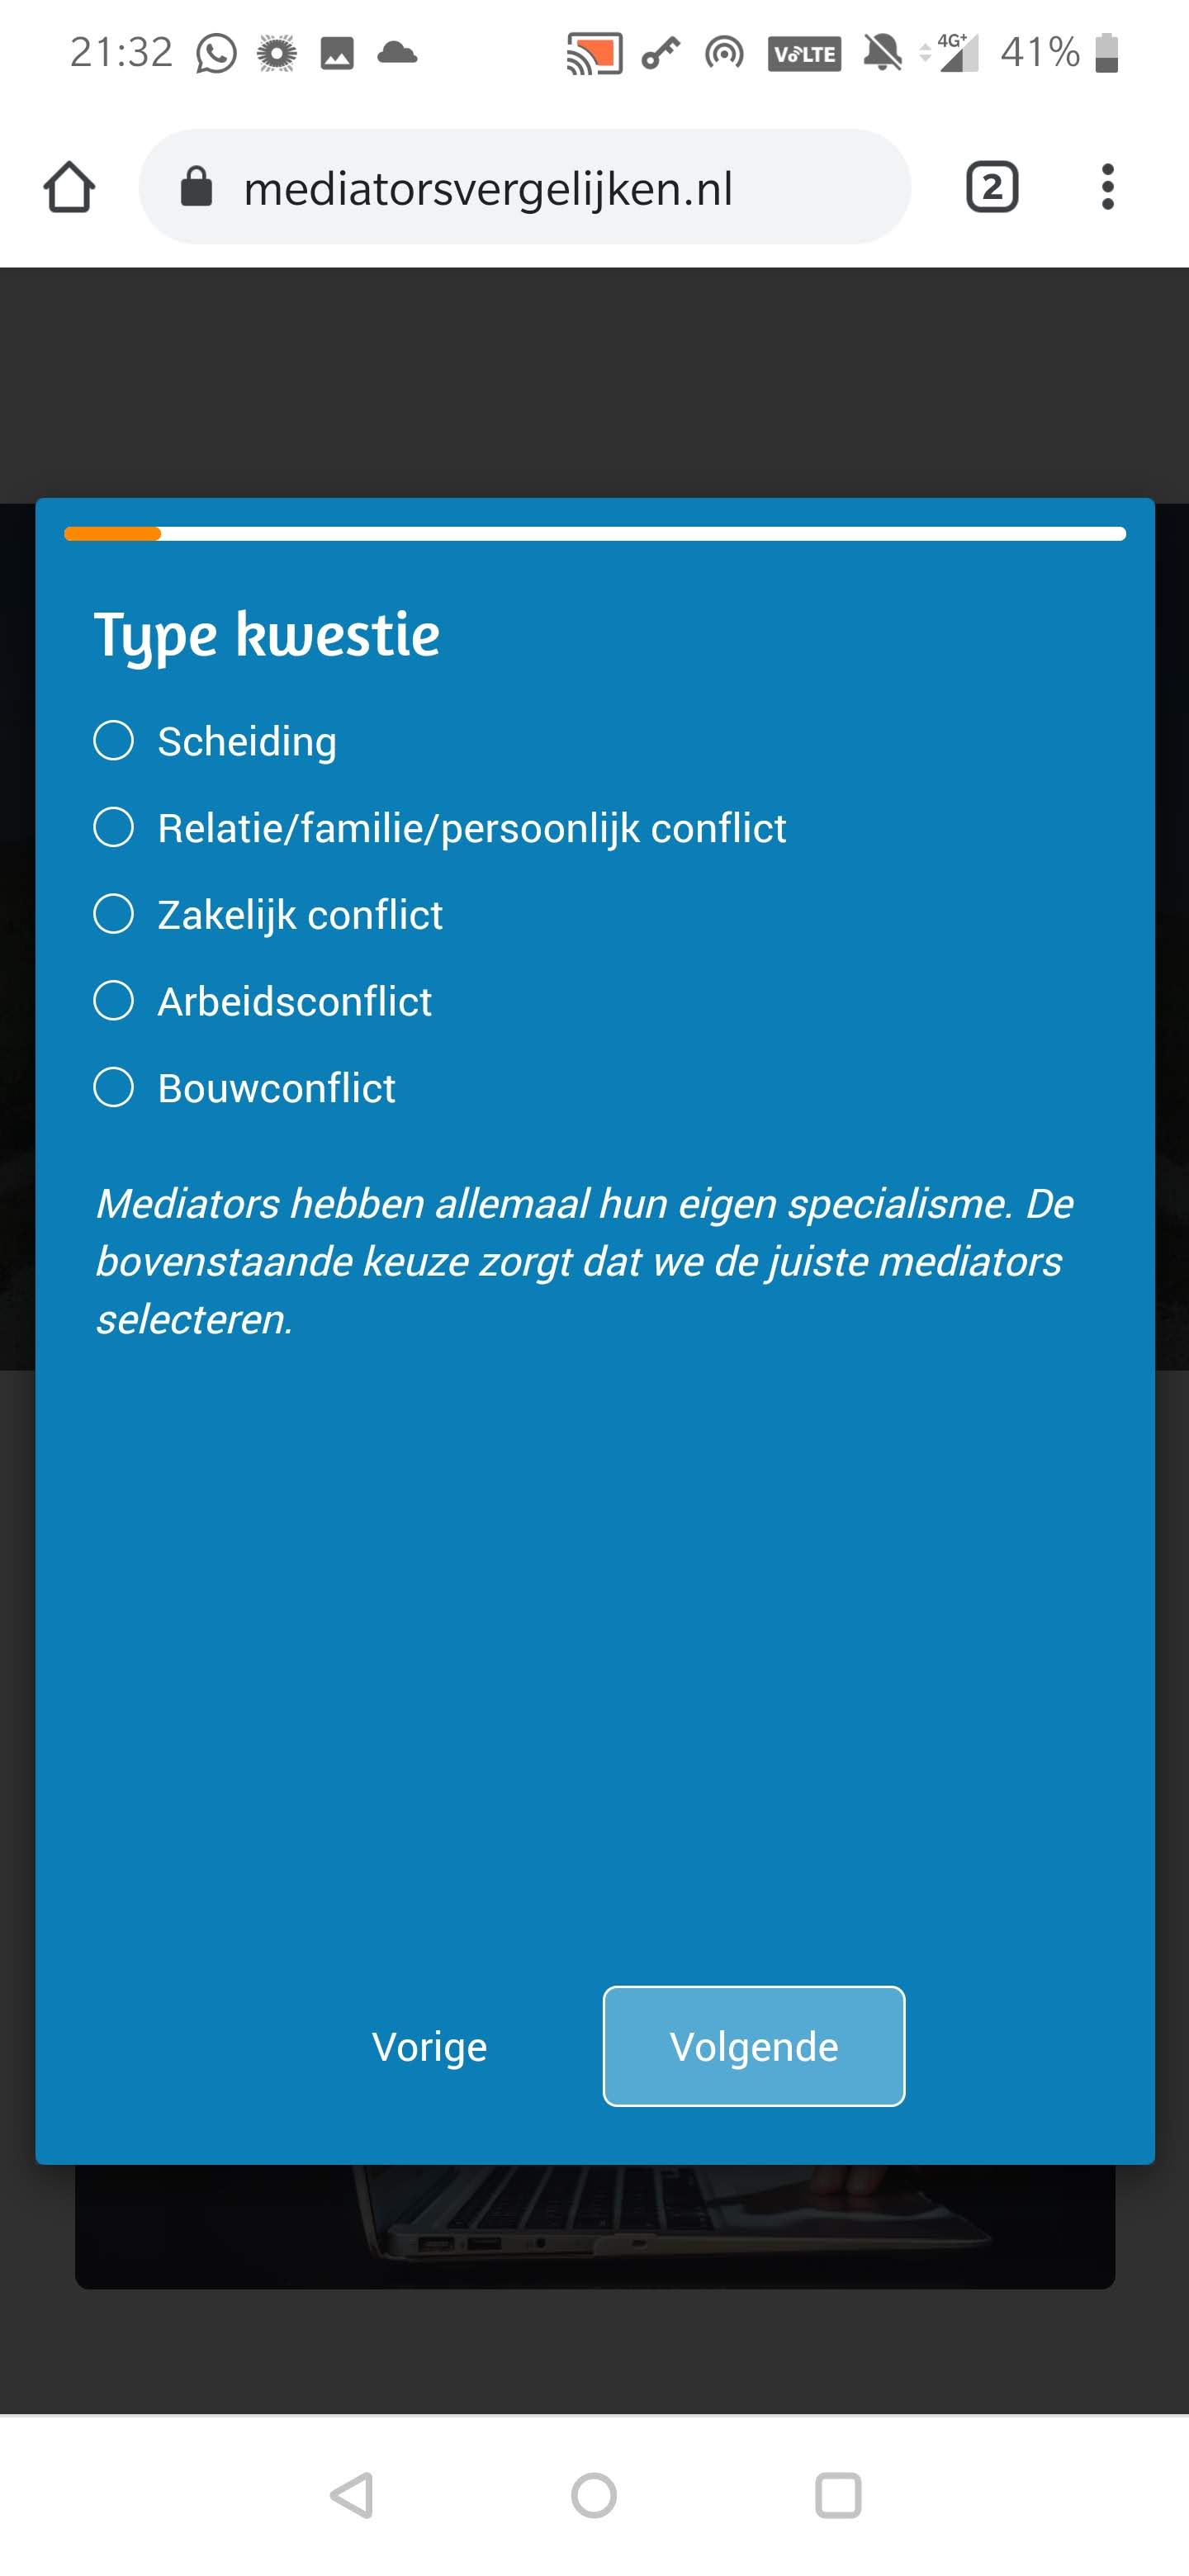 21:32
VoLTE
4G+
41%
mediatorsvergelijken.nl
2
Type kwestie
Scheiding
Relatie/familie/persoonlijk conflict
Zakelijk conflict
Arbeidsconflict
Bouwconflict
Mediators hebben allemaal hun eigen specialisme. De
bovenstaande keuze zorgt dat we de juiste mediators
selecteren.
Vorige
Volgende